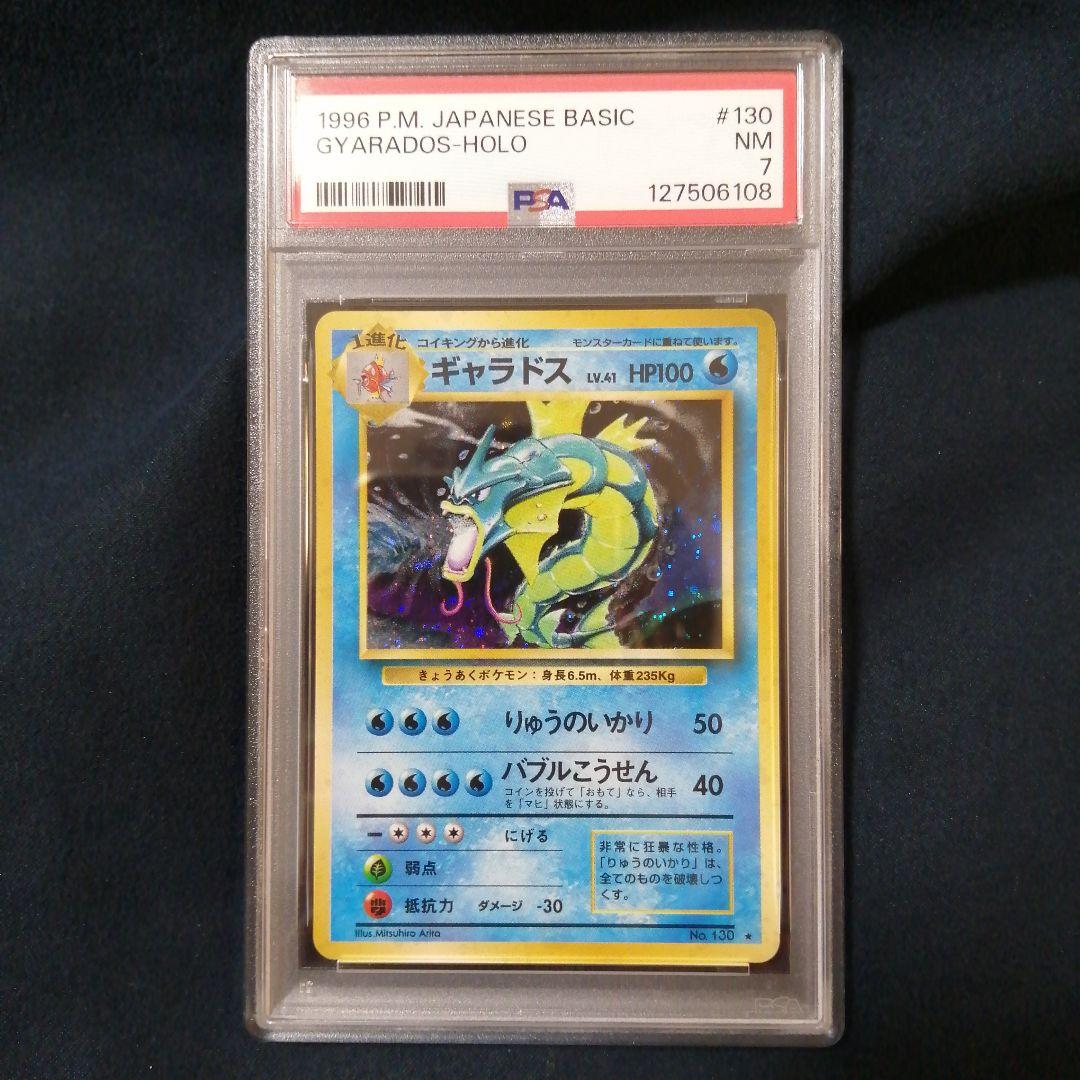 1996 P.M. JAPANESE BASIC #130
GYARADOS-HOLO NM
7
PSA 127506108
1進化 コイキングから進化 モンスターカードに重ねて使います。
ギャラドス LV.41 HP100
きょうあくポケモン：身長6.5m、体重235Kg
りゅうのいかり 50
バブルこうせん 40
コインを投げて「おもて」なら、相手
を「マヒ」状態にする。
にげる
弱点
抵抗力 ダメージ -30
非常に狂暴な性格。
「りゅうのいかり」は、
全てのものを破壊しつ
くす。
Illus.Mitsuhiro Arita No. 130 ★
PSA